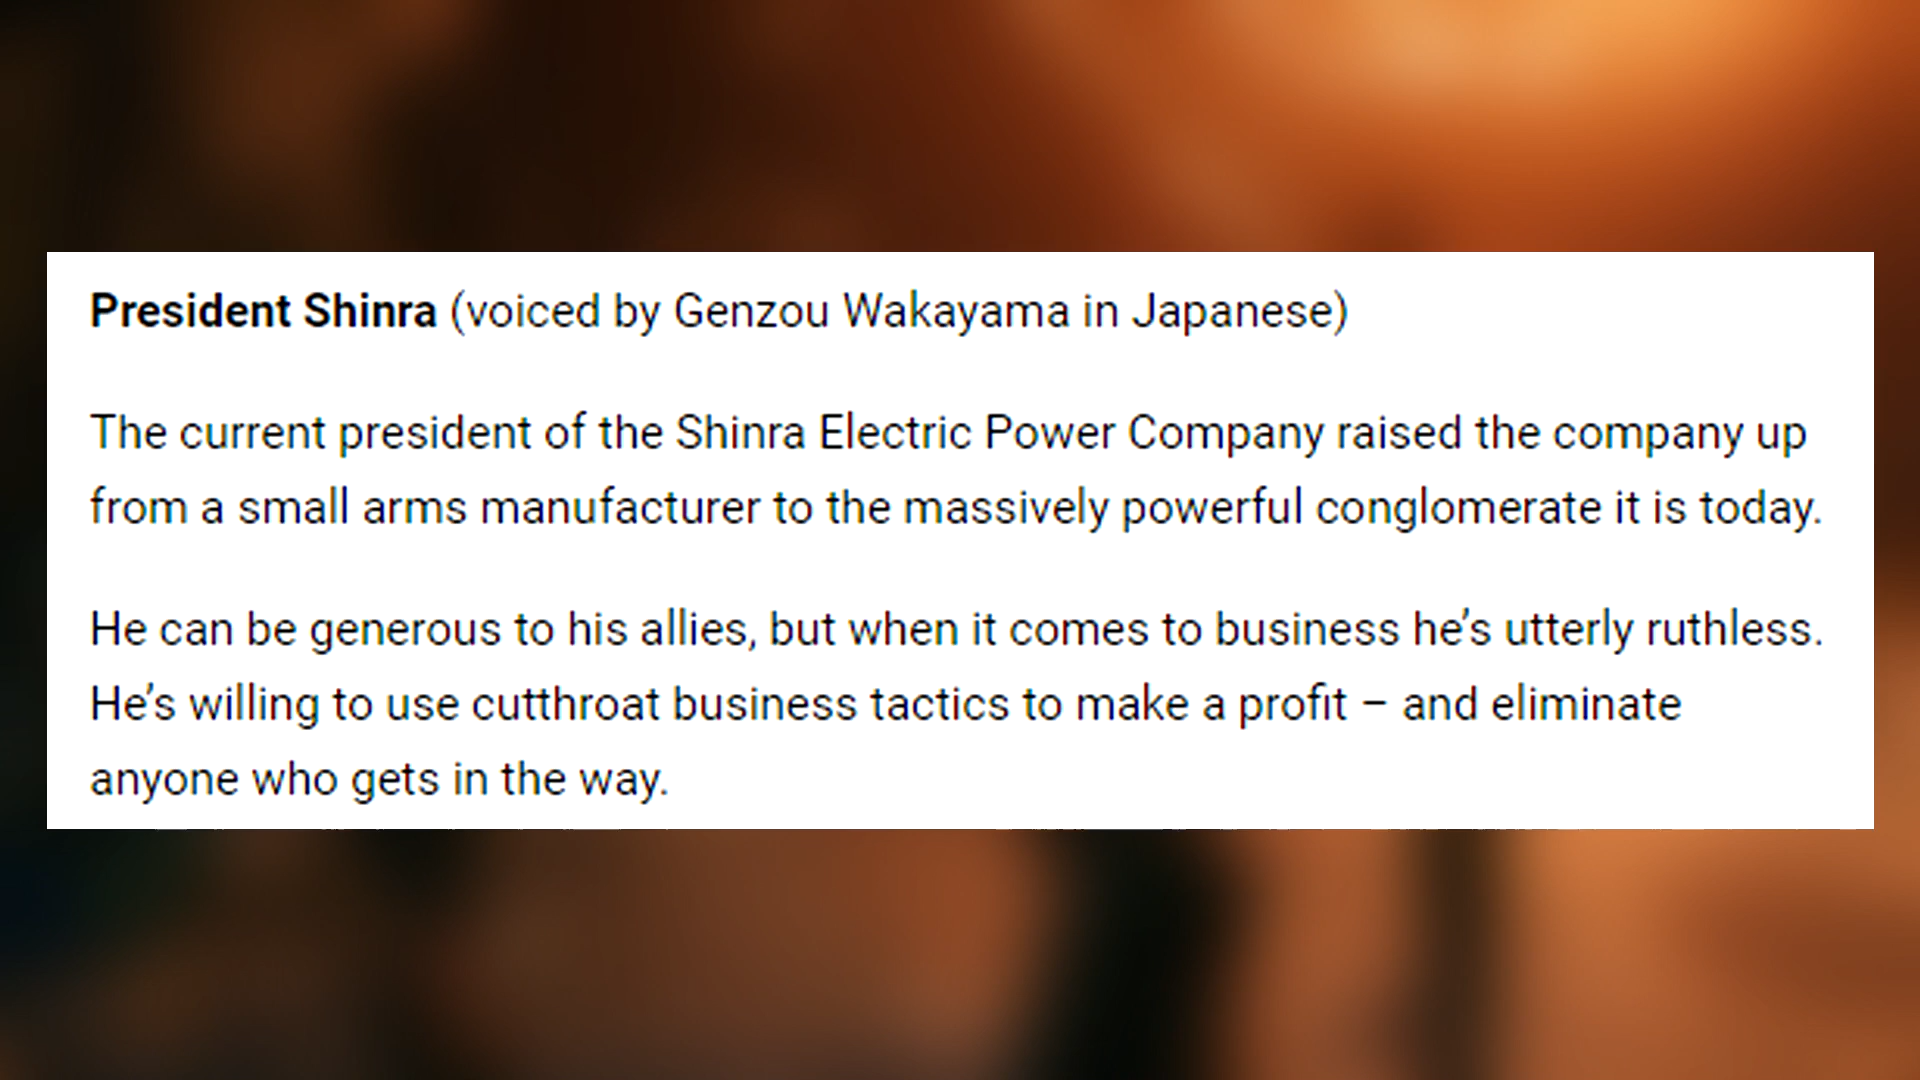 President Shinra (voiced by Genzou Wakayama in Japanese)
The current president of the Shinra Electric Power Company raised the company up
from a small arms manufacturer to the massively powerful conglomerate it is today.
He can be generous to his allies, but when it comes to business he’s utterly ruthless.
He’s willing to use cutthroat business tactics to make a profit – and eliminate
anyone who gets in the way.